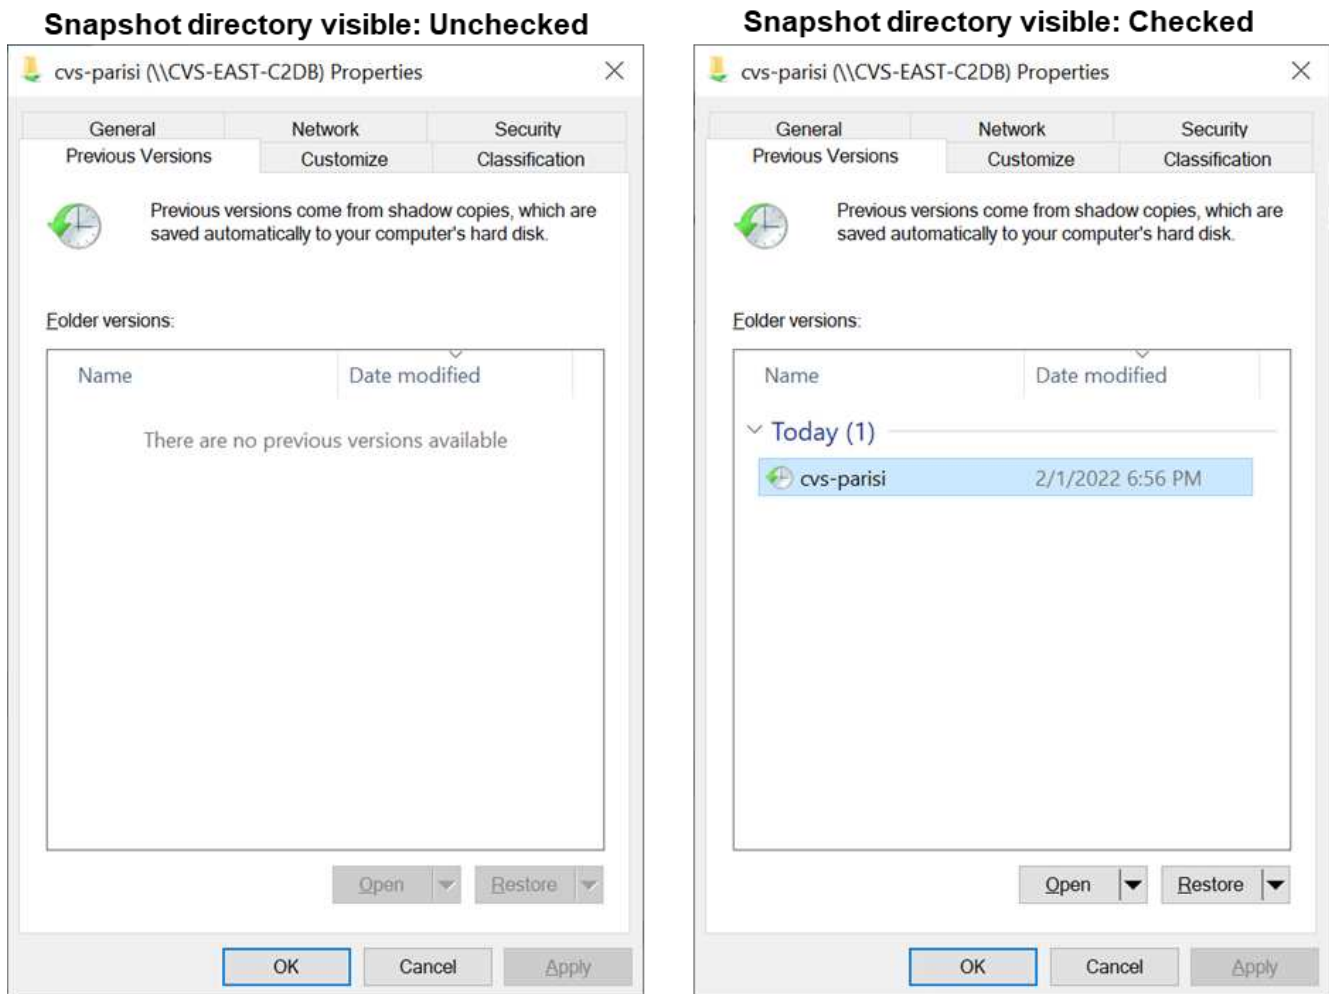 Snapshot directory visible: Unchecked
cvs-parisi (\\CVS-EAST-C2DB) Properties
General Network Security
Previous Versions Customize Classification
Previous versions come from shadow copies, which are
saved automatically to your computer's hard disk.
Folder versions:
Name Date modified
There are no previous versions available
Open Restore
OK Cancel Apply
Snapshot directory visible: Checked
cvs-parisi (\\CVS-EAST-C2DB) Properties
General Network Security
Previous Versions Customize Classification
Previous versions come from shadow copies, which are
saved automatically to your computer's hard disk.
Folder versions:
Name Date modified
Today (1)
cvs-parisi 2/1/2022 6:56 PM
Open Restore
OK Cancel Apply